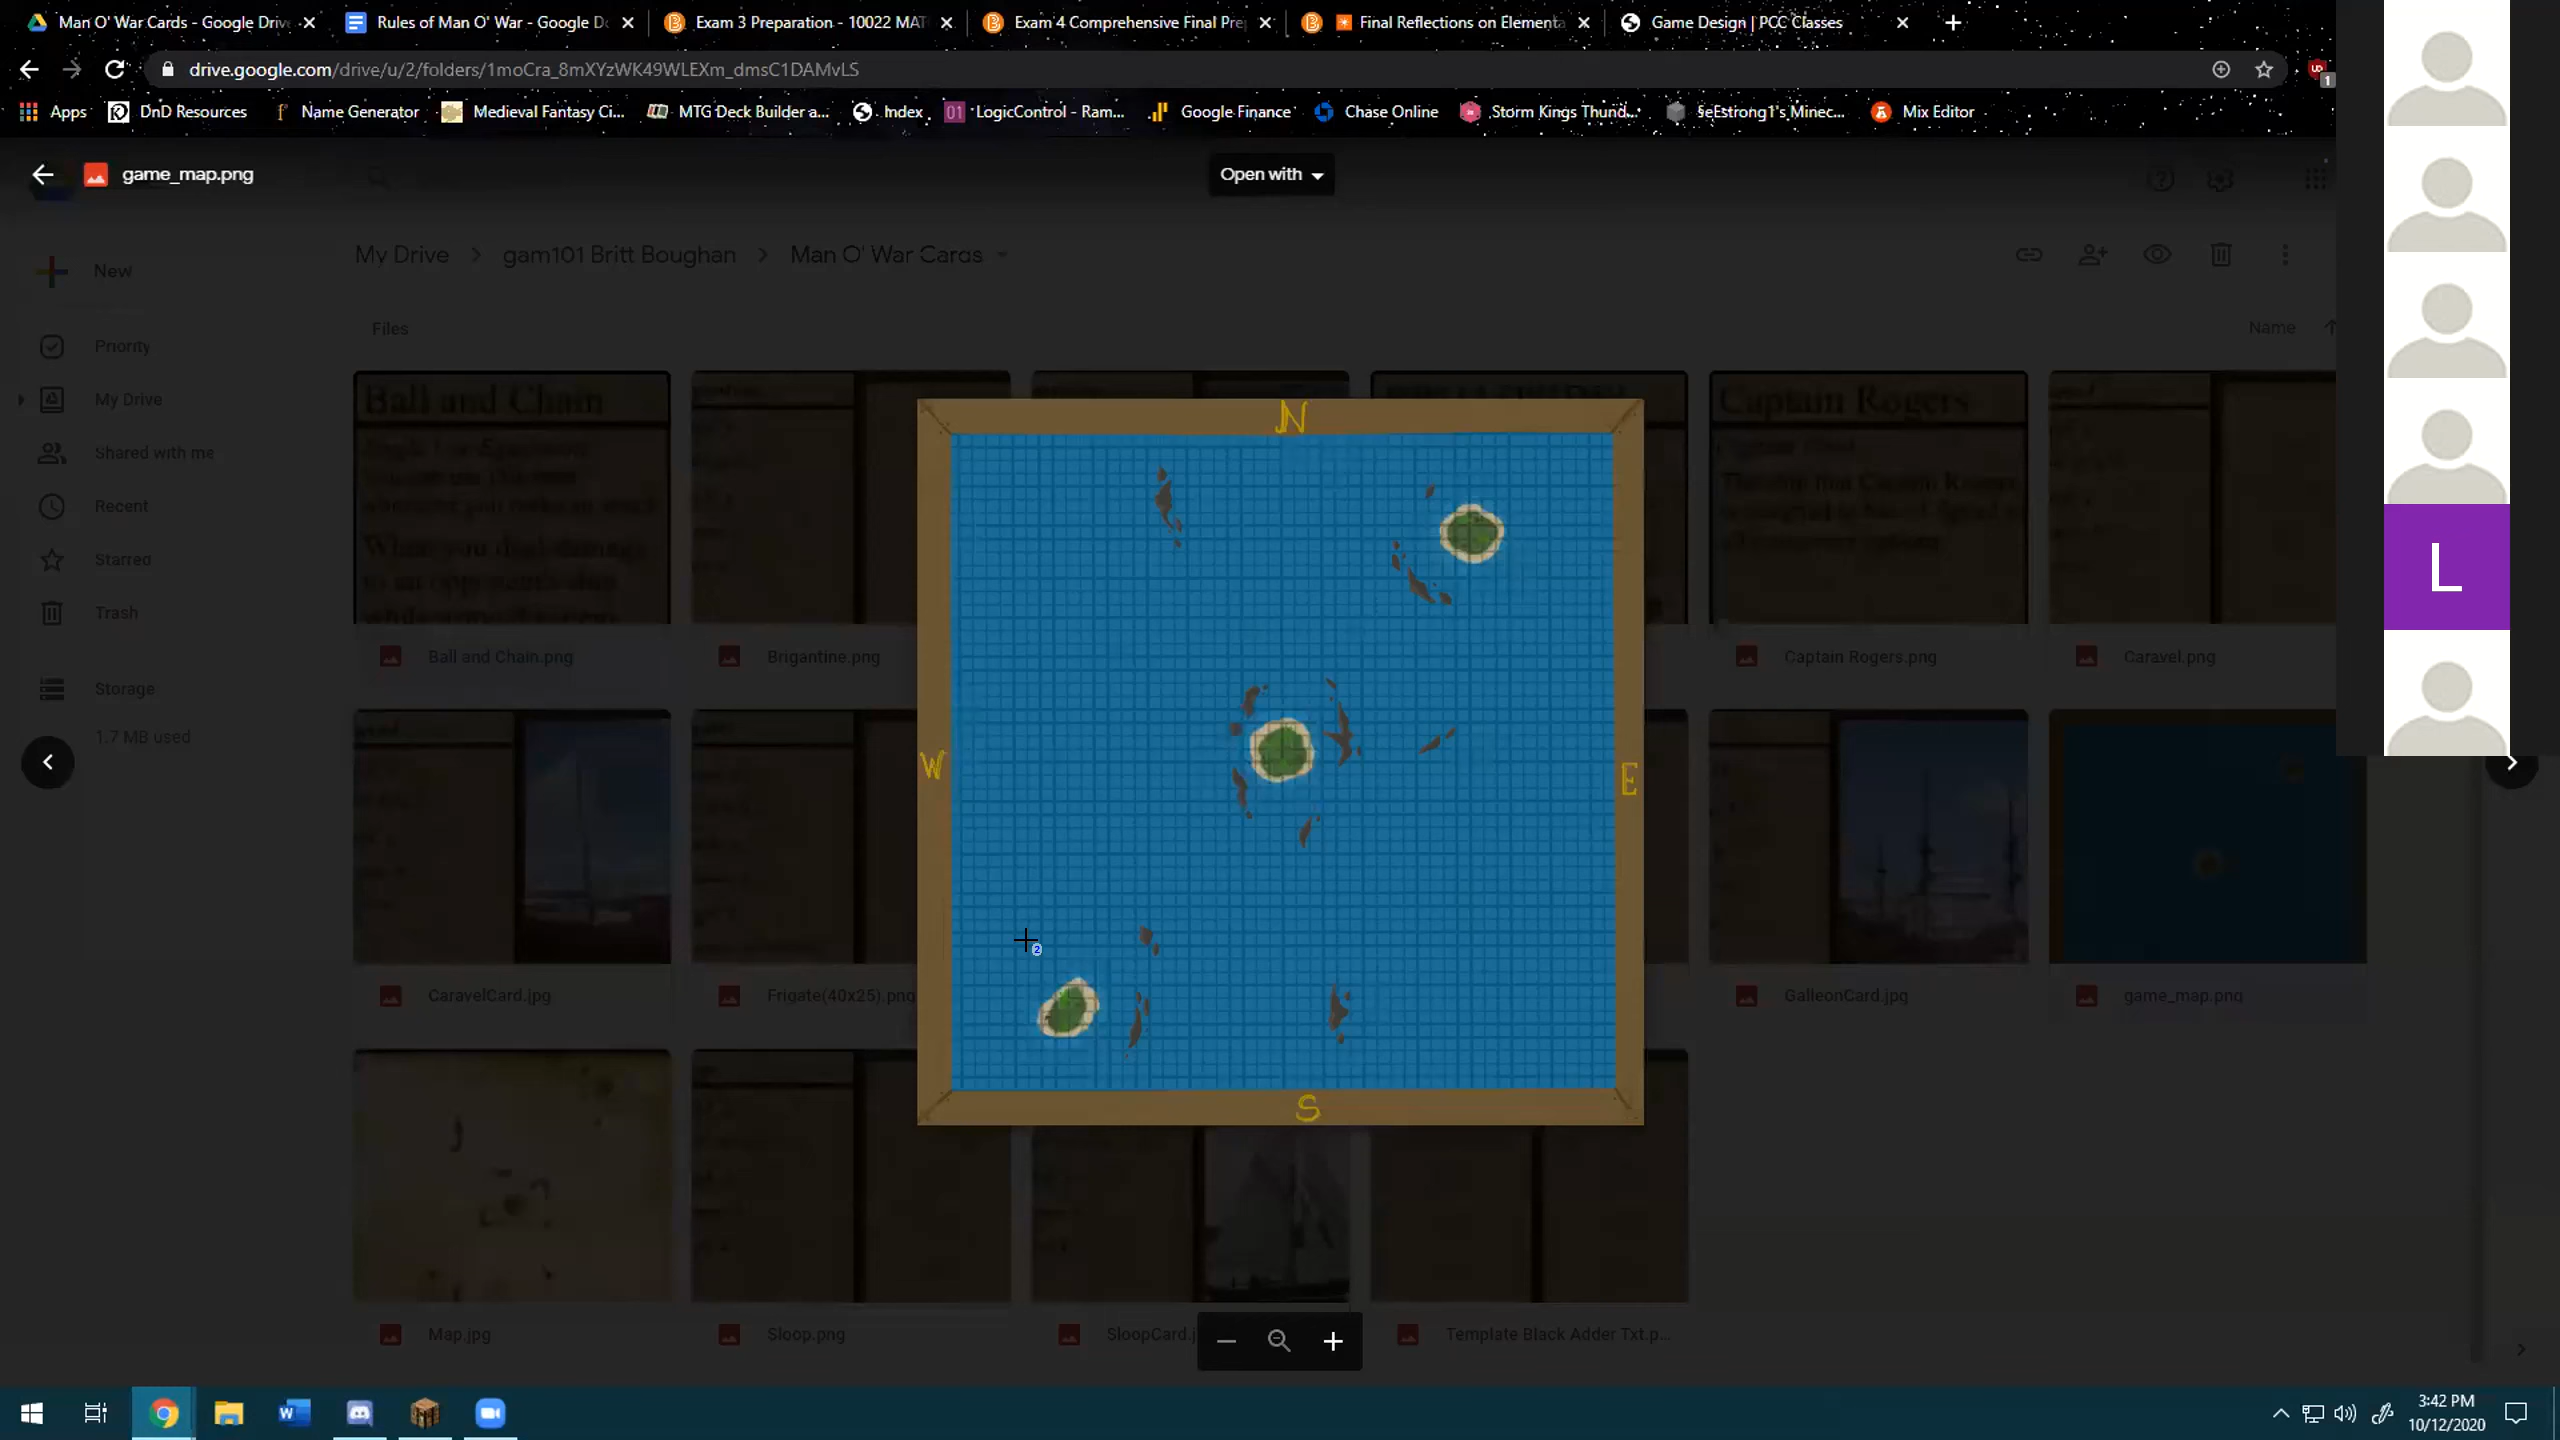 Man O' War Cards - Google Drive
Rules of Man O' War - Google Do
Exam 3 Preparation - 10022 MAT
Exam 4 Comprehensive Final Pre
Final Reflections on Elementa
Game Design | PCC Classes
drive.google.com/drive/u/2/folders/1moCra_8mXYzWK49WLEXm_dmsC1DAMvLS
Apps
DnD Resources
Name Generator
Medieval Fantasy Ci...
MTG Deck Builder a...
Index
LogicControl - Ram...
Google Finance
Chase Online
Storm Kings Thund...
§eEstrong1's Minec...
Mix Editor
game_map.png
Open with
New
My Drive
gam101 Britt Boughan
Man O' War Cards
Files
Name
Priority
My Drive
Shared with me
Recent
Starred
Trash
Storage
1.7 MB used
Ball and Chain
Captain Rogers
N
W
E
S
L
Ball and Chain.png
Brigantine.png
Captain Rogers.png
Caravel.png
CaravelCard.jpg
Frigate(40x25).png
GalleonCard.jpg
game_map.png
Map.jpg
Sloop.png
SloopCard.j
Template Black Adder Txt.p...
3:42 PM
10/12/2020